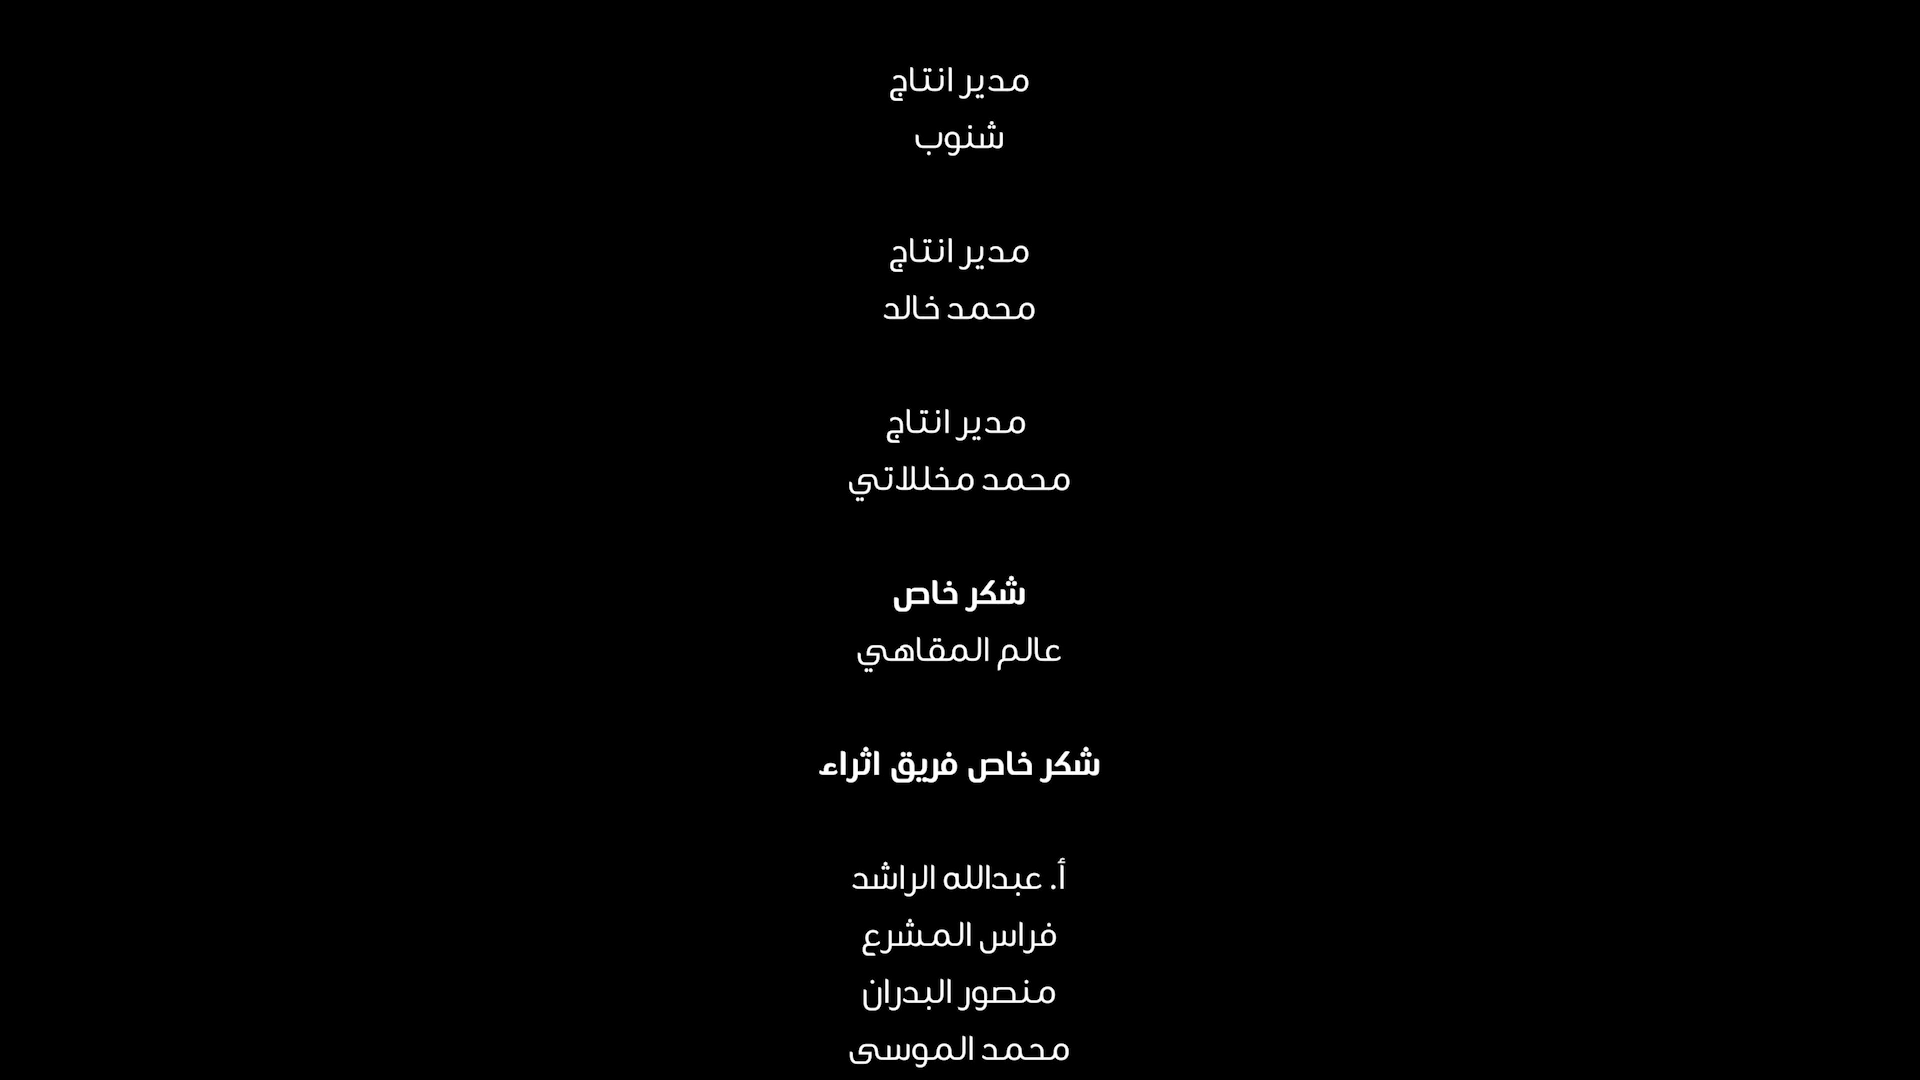 مدير انتاج
شنوب
مدير انتاج
محمد خالد
مدير انتاج
محمد مخللاتي
شكر خاص
عالم المقاهي
شكر خاص فريق اثراء
أ. عبدالله الراشد
فراس المشرع
منصور البدران
محمد الموسى